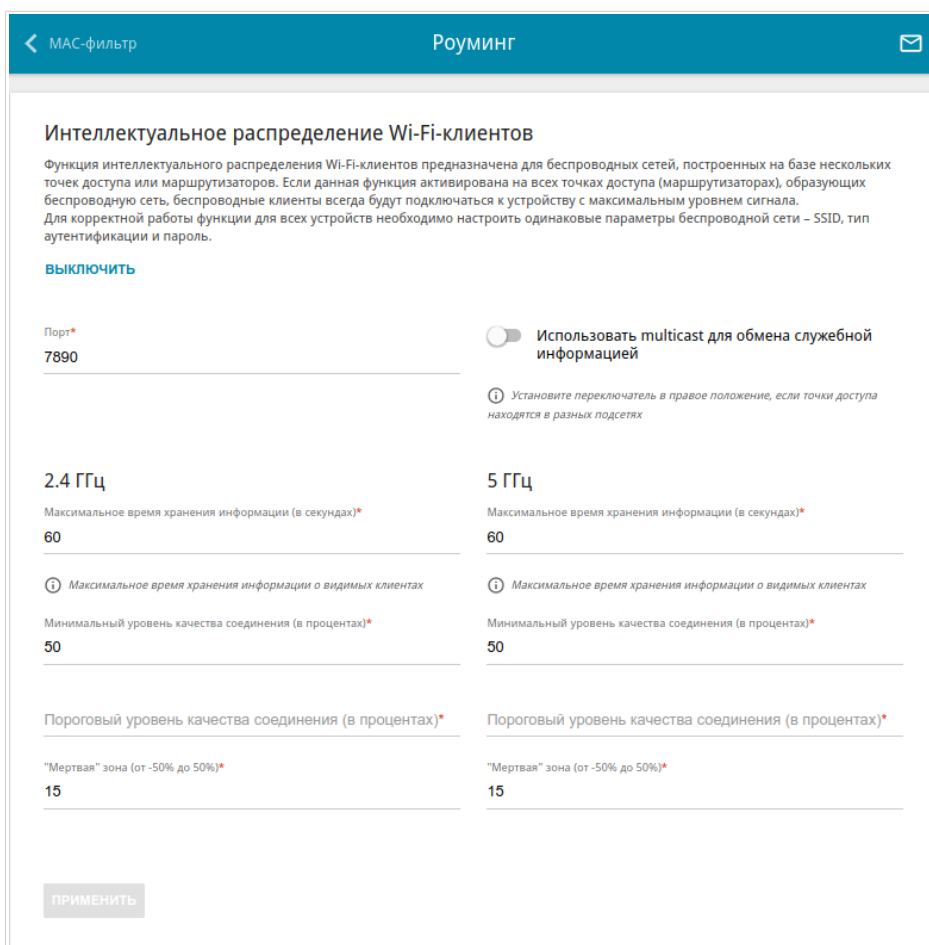 МАС-фильтр
Роуминг
Интеллектуальное распределение Wi-Fi-клиентов
Функция интеллектуального распределения Wi-Fi-клиентов предназначена для беспроводных сетей, построенных на базе нескольких
точек доступа или маршрутизаторов. Если данная функция активирована на всех точках доступа (маршрутизаторах), образующих
беспроводную сеть, беспроводные клиенты всегда будут подключаться к устройству с максимальным уровнем сигнала.
Для корректной работы функции для всех устройств необходимо настроить одинаковые параметры беспроводной сети – SSID, тип
аутентификации и пароль.
ВЫКЛЮЧИТЬ
Порт*
7890
Использовать multicast для обмена служебной
информацией
Установите переключатель в правое положение, если точки доступа
находятся в разных подсетях
2.4 ГГц
Максимальное время хранения информации (в секундах)*
60
Максимальное время хранения информации о видимых клиентах
Минимальный уровень качества соединения (в процентах)*
50
Пороговый уровень качества соединения (в процентах)*
"Мертвая" зона (от -50% до 50%)*
15
5 ГГц
Максимальное время хранения информации (в секундах)*
60
Максимальное время хранения информации о видимых клиентах
Минимальный уровень качества соединения (в процентах)*
50
Пороговый уровень качества соединения (в процентах)*
"Мертвая" зона (от -50% до 50%)*
15
ПРИМЕНИТЬ